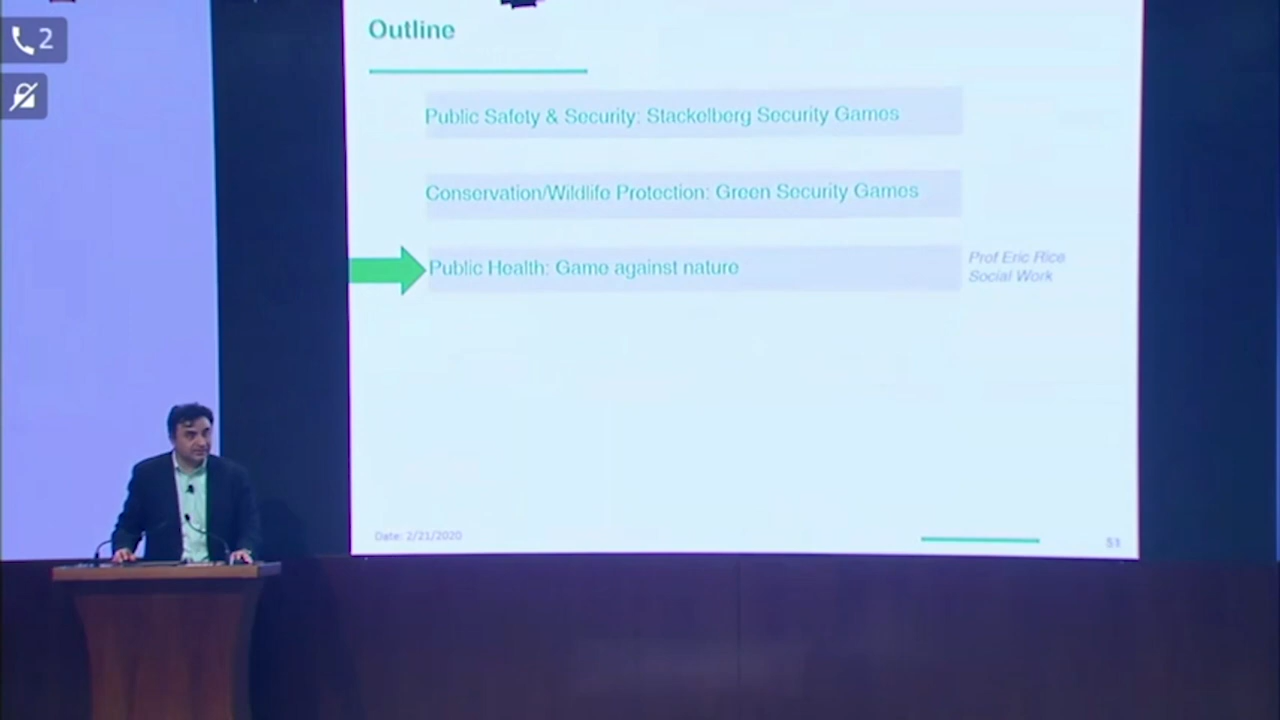 2
Outline
Public Safety & Security: Stackelberg Security Games
Conservation/Wildlife Protection: Green Security Games
Public Health: Game against nature
Prof Eric Rice
Social Work
Date: 2/21/2020
51